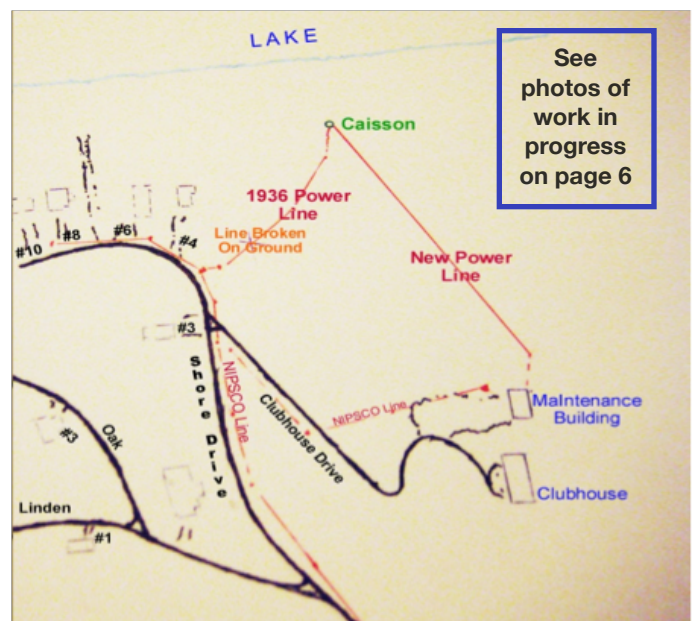 LAKE
See
photos of
work in
progress
on page 6
Caisson
1936 Power
Line
Line Broken
On Ground
#10
#8
#6
#4
New Power
Line
#3
Shore Drive
NIPSCO Line
Clubhouse Drive
NIPSCO Line
Maintenance
Building
Clubhouse
#3
Oak
Linden
#1